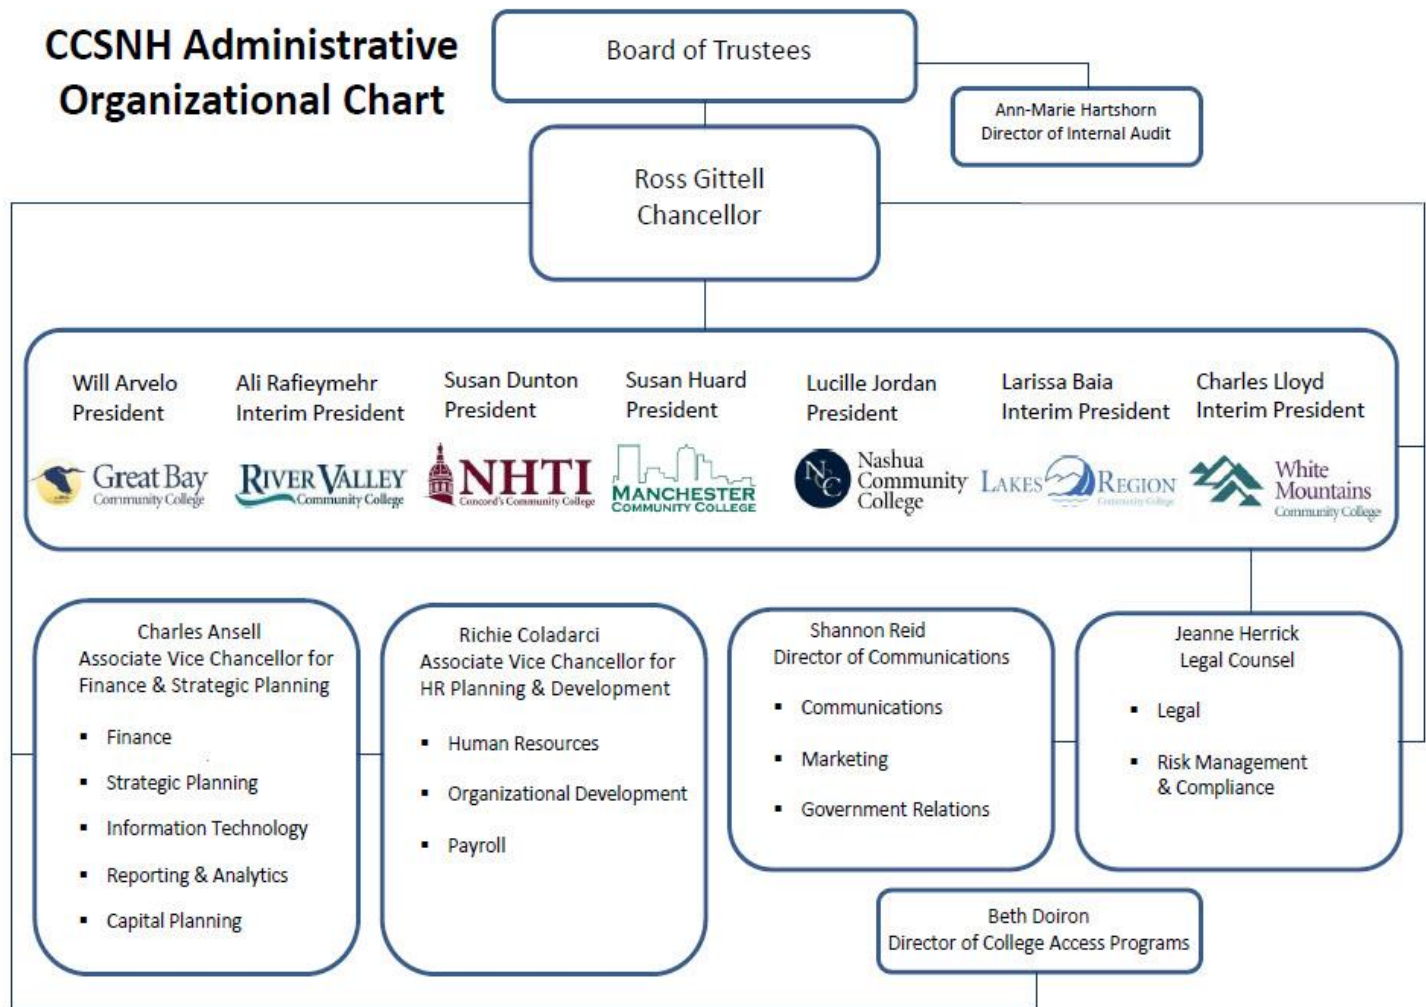 CCSNH Administrative
Organizational Chart
Board of Trustees
Ann-Marie Hartshorn
Director of Internal Audit
Ross Gittell
Chancellor
Will Arvelo
President
Great Bay
Community College
Ali Rafieymehr
Interim President
RIVER VALLEY
Community College
Susan Dunton
President
NHTI
Concord's Community College
Susan Huard
President
MANCHESTER
COMMUNITY COLLEGE
Lucille Jordan
President
NCC
Nashua
Community
College
Larissa Baia
Interim President
LAKES REGION
Community College
Charles Lloyd
Interim President
White
Mountains
Community College
Charles Ansell
Associate Vice Chancellor for
Finance & Strategic Planning
▪ Finance
▪ Strategic Planning
▪ Information Technology
▪ Reporting & Analytics
▪ Capital Planning
Richie Coladarci
Associate Vice Chancellor for
HR Planning & Development
▪ Human Resources
▪ Organizational Development
▪ Payroll
Shannon Reid
Director of Communications
▪ Communications
▪ Marketing
▪ Government Relations
Jeanne Herrick
Legal Counsel
▪ Legal
▪ Risk Management
& Compliance
Beth Doiron
Director of College Access Programs